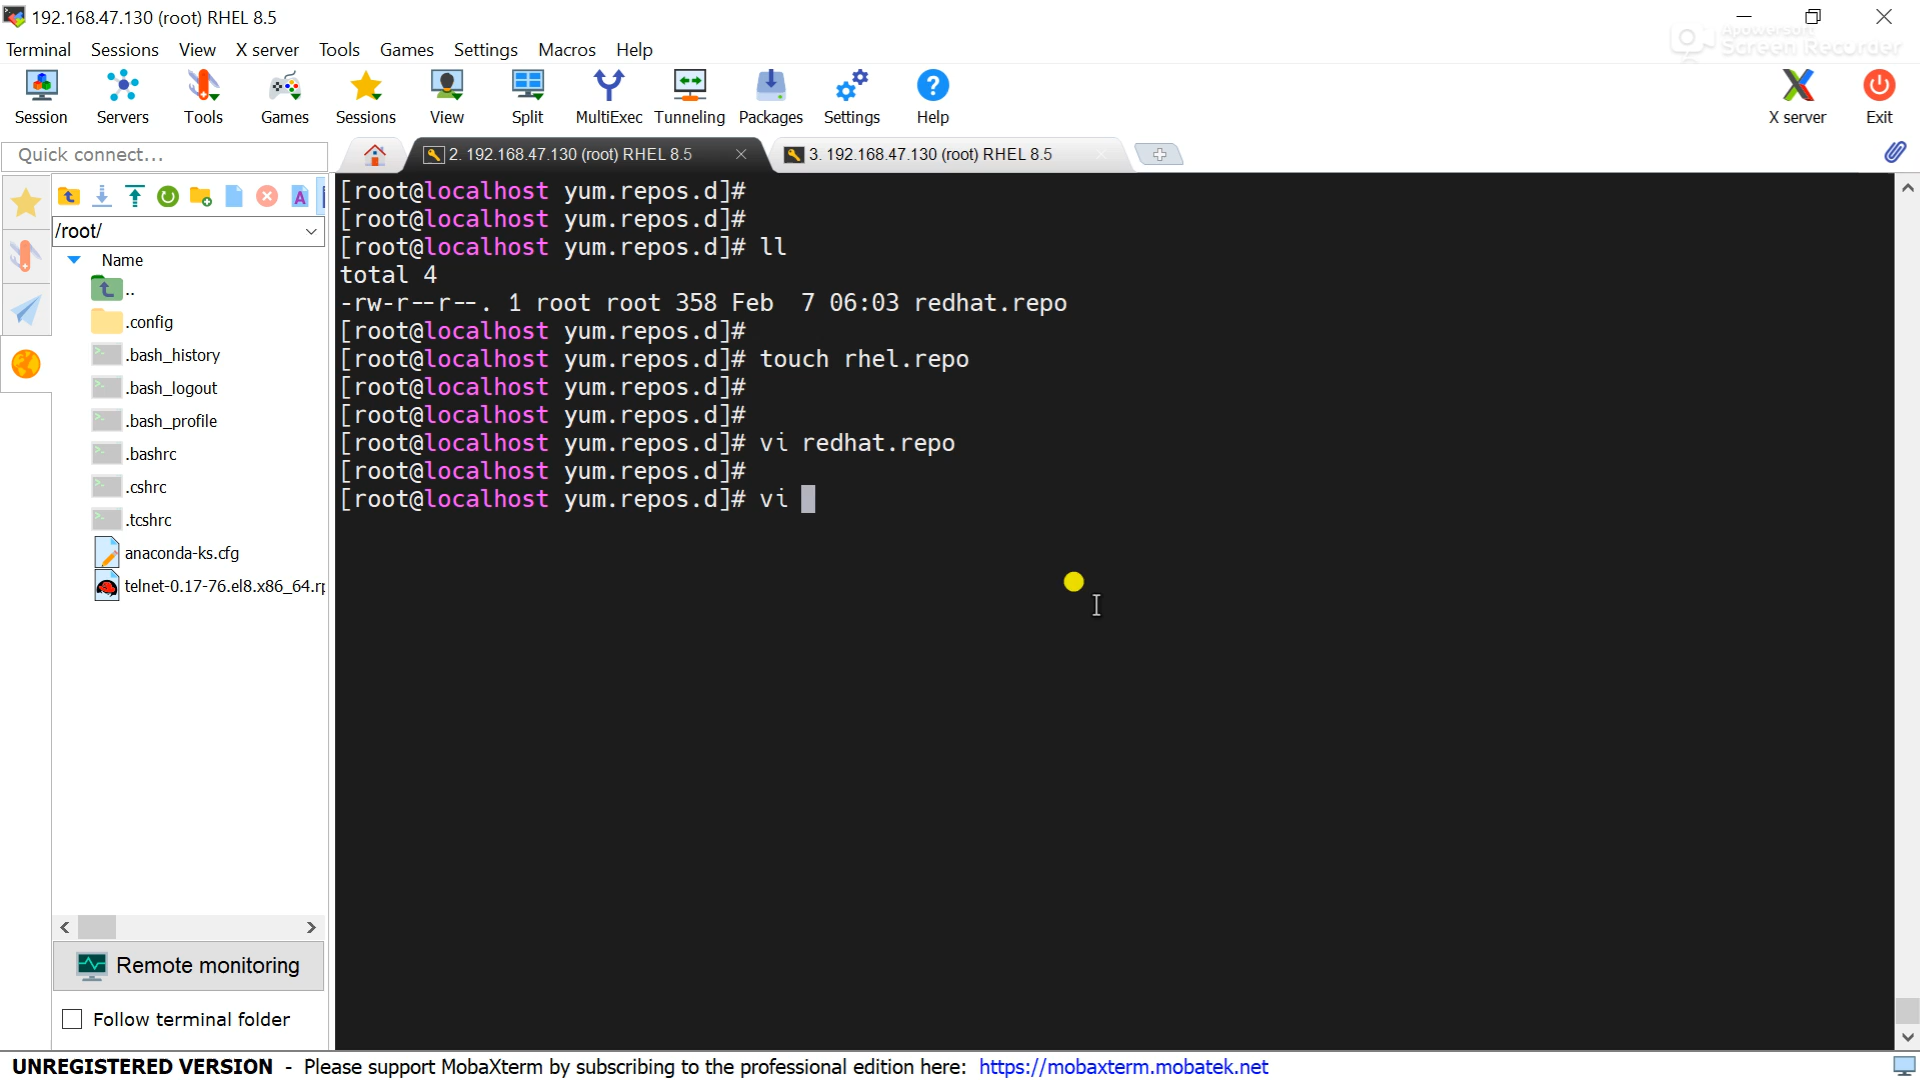 192.168.47.130 (root) RHEL 8.5
Apowersoft
Screen Recorder
Terminal Sessions View X server Tools Games Settings Macros Help
Session Servers Tools Games Sessions View Split MultiExec Tunneling Packages Settings Help X server Exit
Quick connect... 2. 192.168.47.130 (root) RHEL 8.5 3. 192.168.47.130 (root) RHEL 8.5
/root/
Name
..
.config
.bash_history
.bash_logout
.bash_profile
.bashrc
.cshrc
.tcshrc
anaconda-ks.cfg
telnet-0.17-76.el8.x86_64.rp
Remote monitoring
Follow terminal folder
[root@localhost yum.repos.d]#
[root@localhost yum.repos.d]#
[root@localhost yum.repos.d]# ll
total 4
-rw-r--r--. 1 root root 358 Feb  7 06:03 redhat.repo
[root@localhost yum.repos.d]#
[root@localhost yum.repos.d]# touch rhel.repo
[root@localhost yum.repos.d]#
[root@localhost yum.repos.d]#
[root@localhost yum.repos.d]# vi redhat.repo
[root@localhost yum.repos.d]#
[root@localhost yum.repos.d]# vi
UNREGISTERED VERSION - Please support MobaXterm by subscribing to the professional edition here: https://mobaxterm.mobatek.net